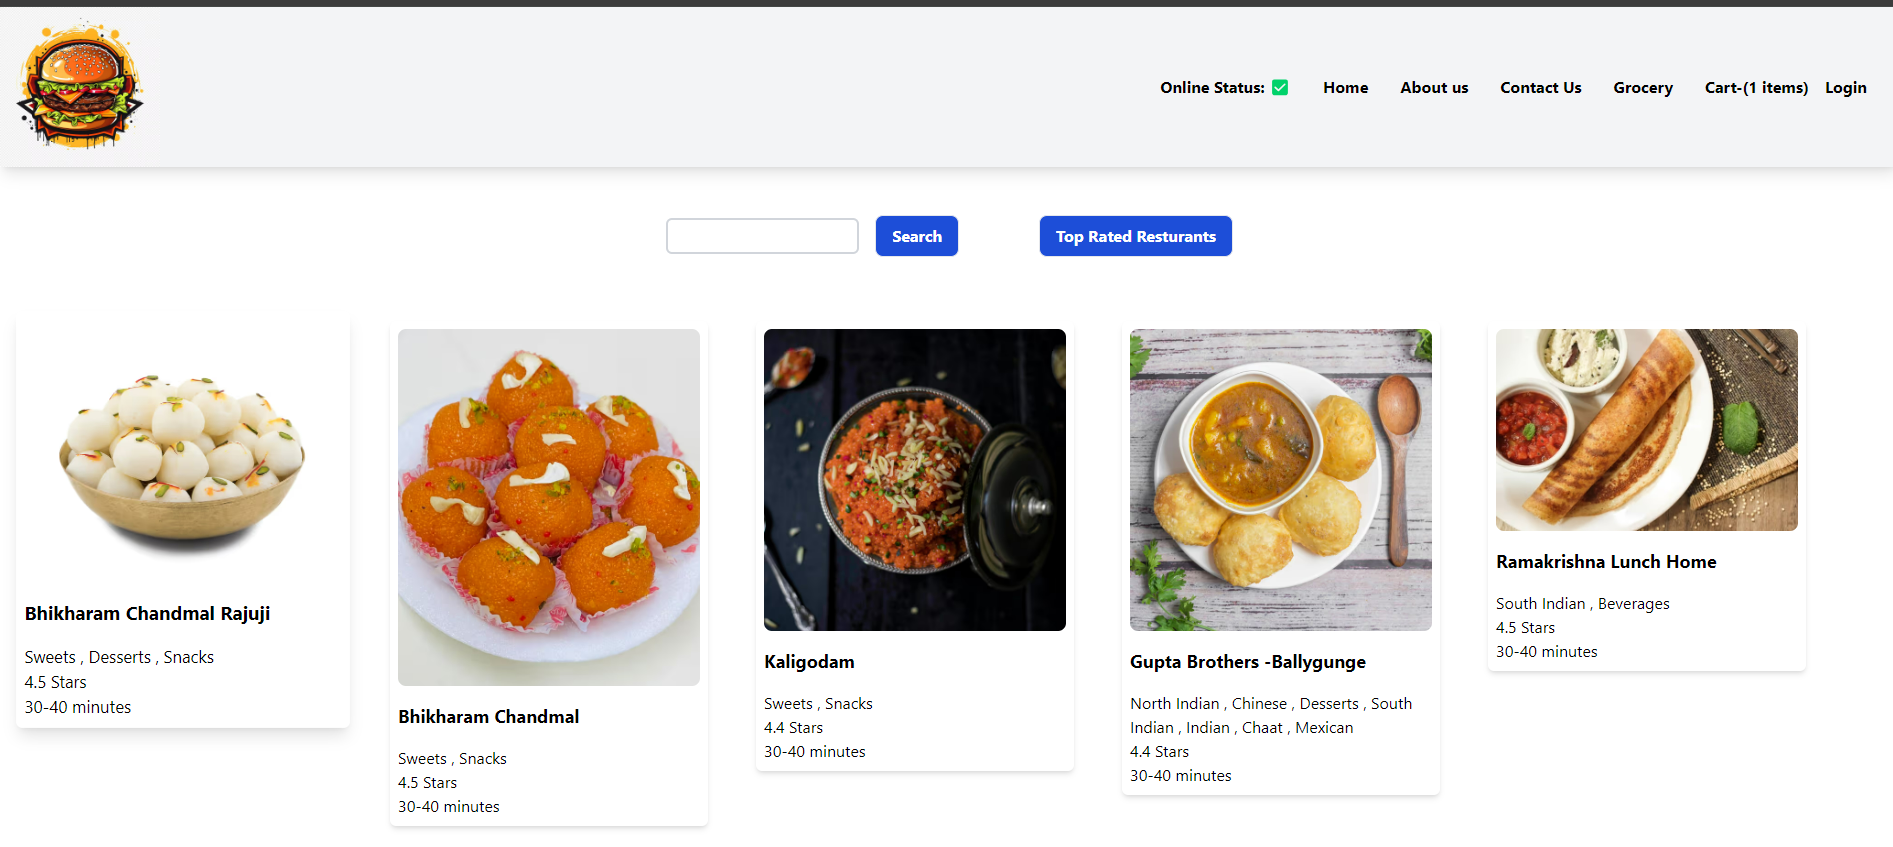 Online Status: ✅ Home About us Contact Us Grocery Cart-(1 items) Login
Search
Top Rated Resturants
Bhikharam Chandmal Rajuji
Sweets , Desserts , Snacks
4.5 Stars
30-40 minutes
Bhikharam Chandmal
Sweets , Snacks
4.5 Stars
30-40 minutes
Kaligodam
Sweets , Snacks
4.4 Stars
30-40 minutes
Gupta Brothers -Ballygunge
North Indian , Chinese , Desserts , South
Indian , Indian , Chaat , Mexican
4.4 Stars
30-40 minutes
Ramakrishna Lunch Home
South Indian , Beverages
4.5 Stars
30-40 minutes